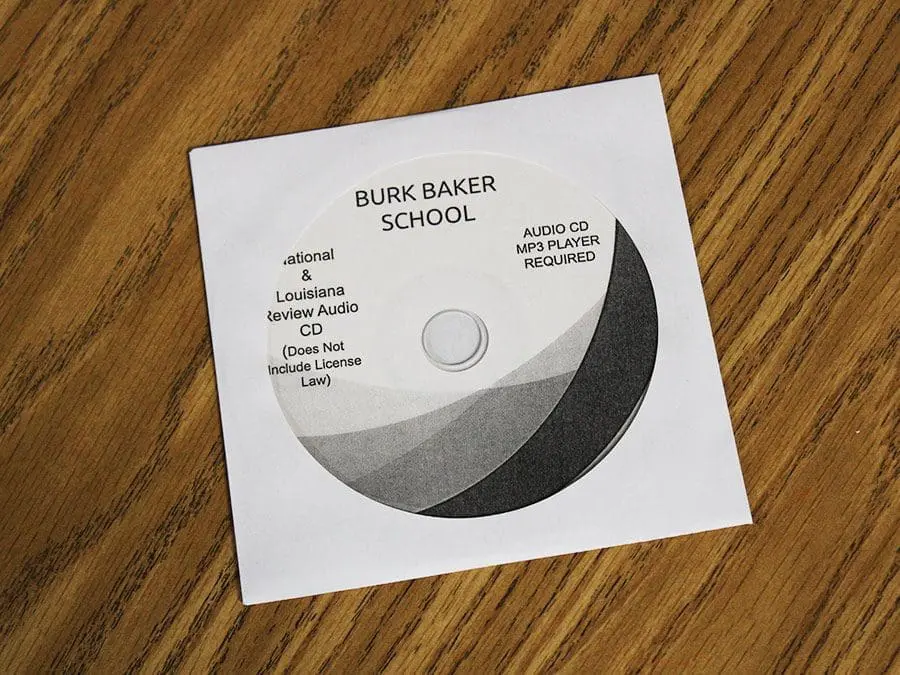 BURK BAKER
SCHOOL
ational
&
Louisiana
Review Audio
CD
(Does Not
Include License
Law)
AUDIO CD
MP3 PLAYER
REQUIRED